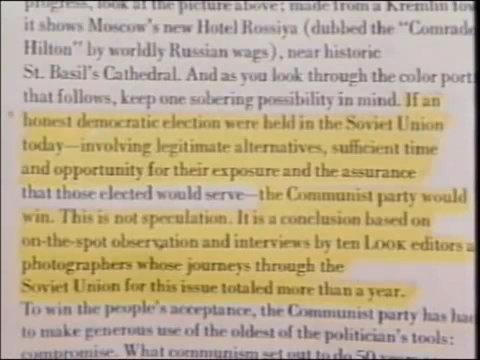 progress, look at the picture above; made from a Kremlin tow
it shows Moscow's new Hotel Rossiya (dubbed the “Comrade
Hilton” by worldly Russian wags), near historic
St. Basil's Cathedral. And as you look through the color port
that follows, keep one sobering possibility in mind. If an
honest democratic election were held in the Soviet Union
today—involving legitimate alternatives, sufficient time
and opportunity for their exposure and the assurance
that those elected would serve—the Communist party would
win. This is not speculation. It is a conclusion based on
on-the-spot observation and interviews by ten LOOK editors a
photographers whose journeys through the
Soviet Union for this issue totaled more than a year.
To win the people's acceptance, the Communist party has had
to make generous use of the oldest of the politician's tools:
compromise. What communism set out to do 50